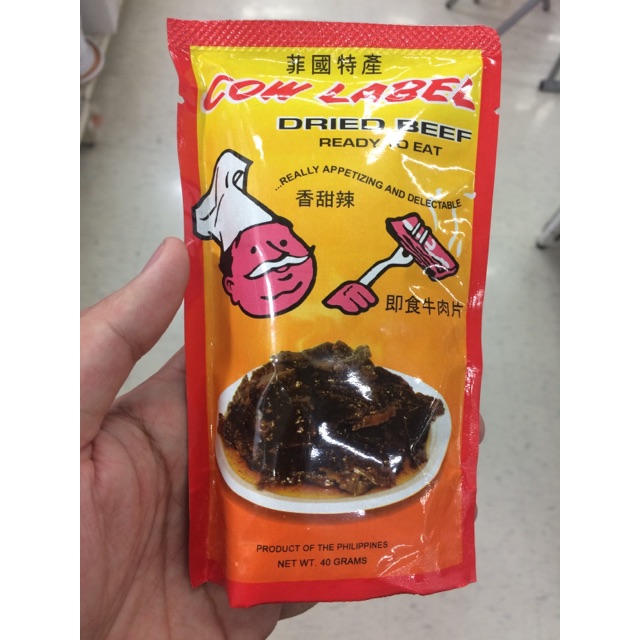 菲國特產
COW LABEL
DRIED BEEF
READY TO EAT
...REALLY APPETIZING AND DELECTABLE
香甜辣
即食牛肉片
PRODUCT OF THE PHILIPPINES
NET WT. 40 GRAMS